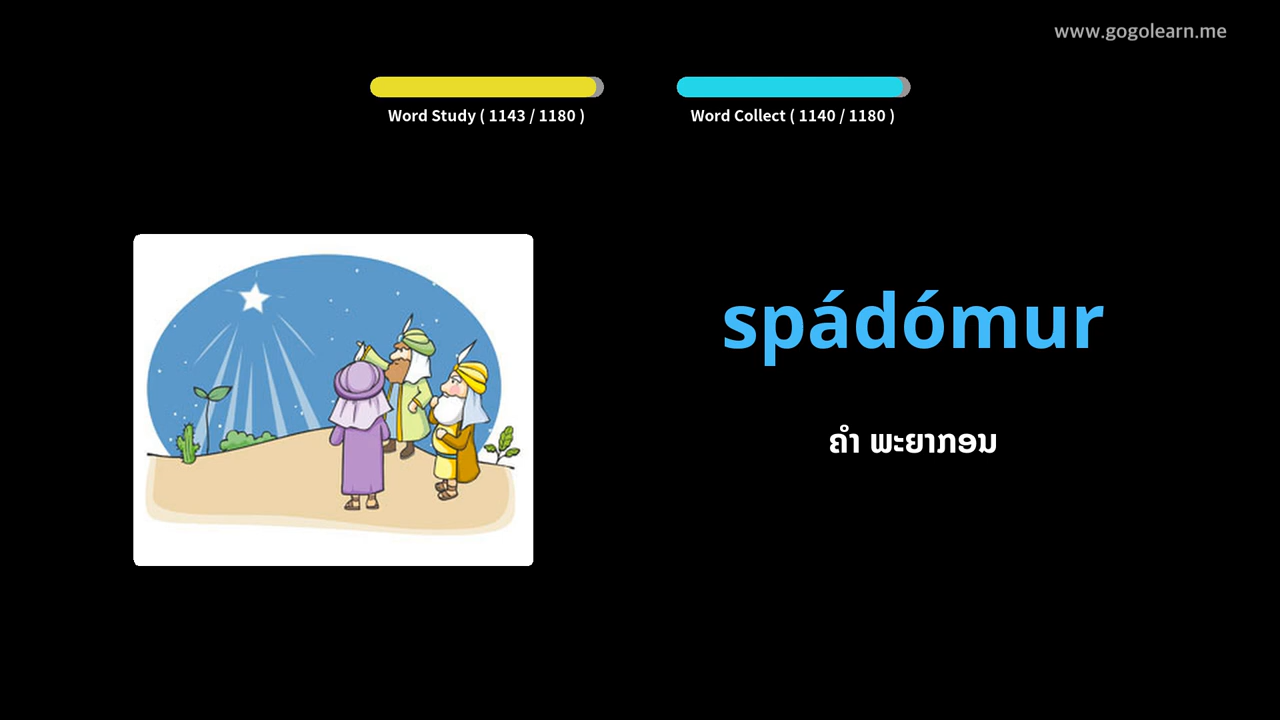 www.gogolearn.me
Word Study ( 1143 / 1180 )
Word Collect ( 1140 / 1180 )
spádómur
ຄຳ ພະຍາກອນ